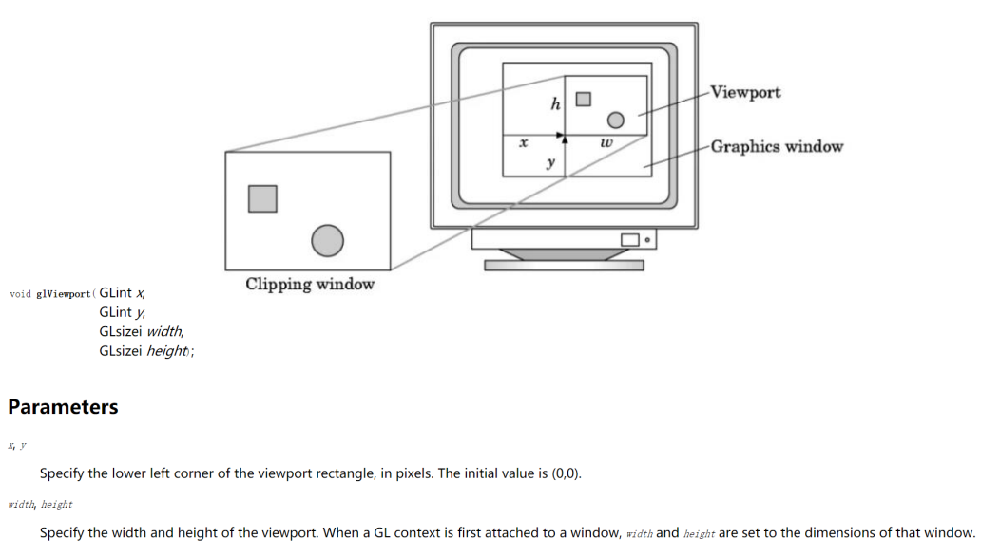 Viewport
h
x
w
Graphics window
y
Clipping window
void glViewport( GLint x,
GLint y,
GLsizei width,
GLsizei height);
Parameters
x, y
Specify the lower left corner of the viewport rectangle, in pixels. The initial value is (0,0).
width, height
Specify the width and height of the viewport. When a GL context is first attached to a window, width and height are set to the dimensions of that window.